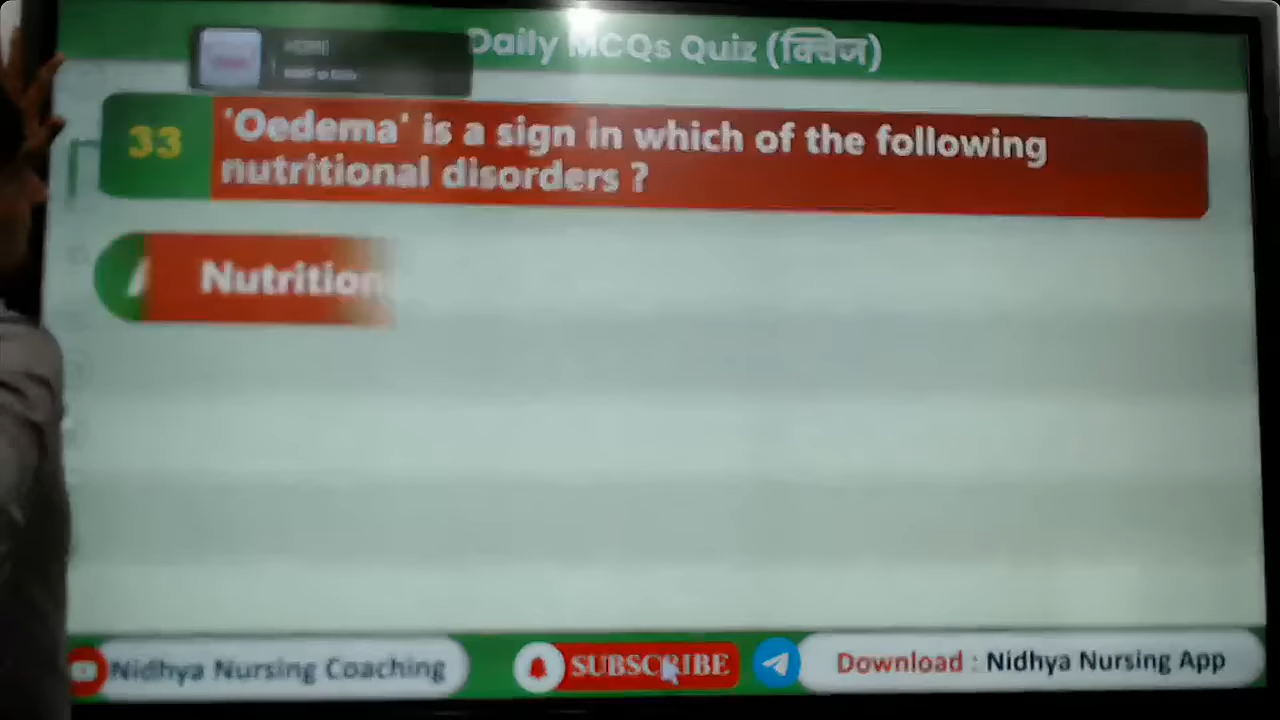 Daily MCQs Quiz (क्विज)
33
'Oedema' is a sign in which of the following
nutritional disorders ?
Nutrition
Nidhya Nursing Coaching
SUBSCRIBE
Download : Nidhya Nursing App